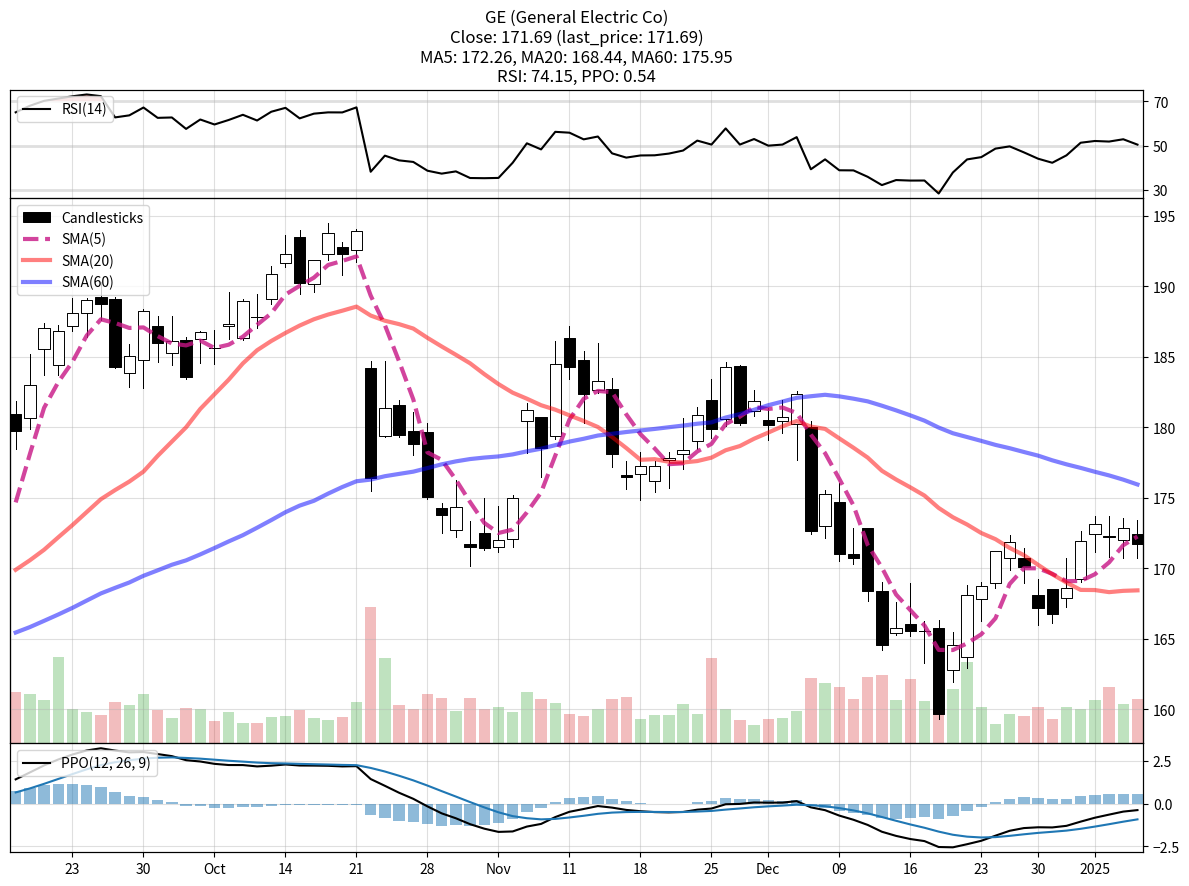 GE (General Electric Co)
Close: 171.69 (last_price: 171.69)
MA5: 172.26, MA20: 168.44, MA60: 175.95
RSI: 74.15, PPO: 0.54
RSI(14)
70
50
30
Candlesticks
SMA(5)
SMA(20)
SMA(60)
195
190
185
180
175
170
165
160
PPO(12, 26, 9)
2.5
0.0
−2.5
23 30 Oct 14 21 28 Nov 11 18 25 Dec 09 16 23 30 2025